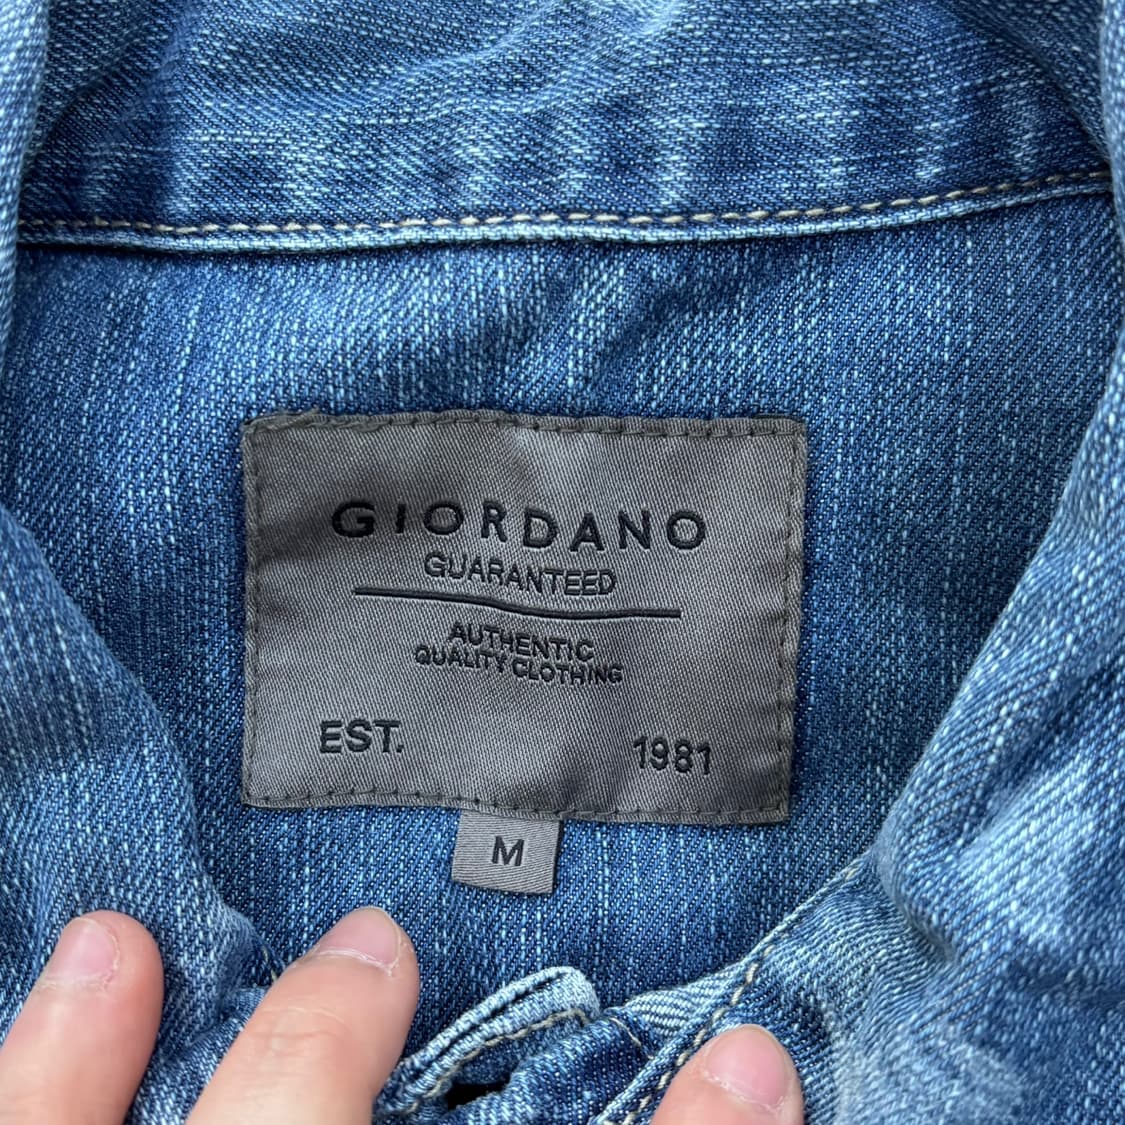 GIORDANO
GUARANTEED
AUTHENTIC
QUALITY CLOTHING
EST. 1981
M